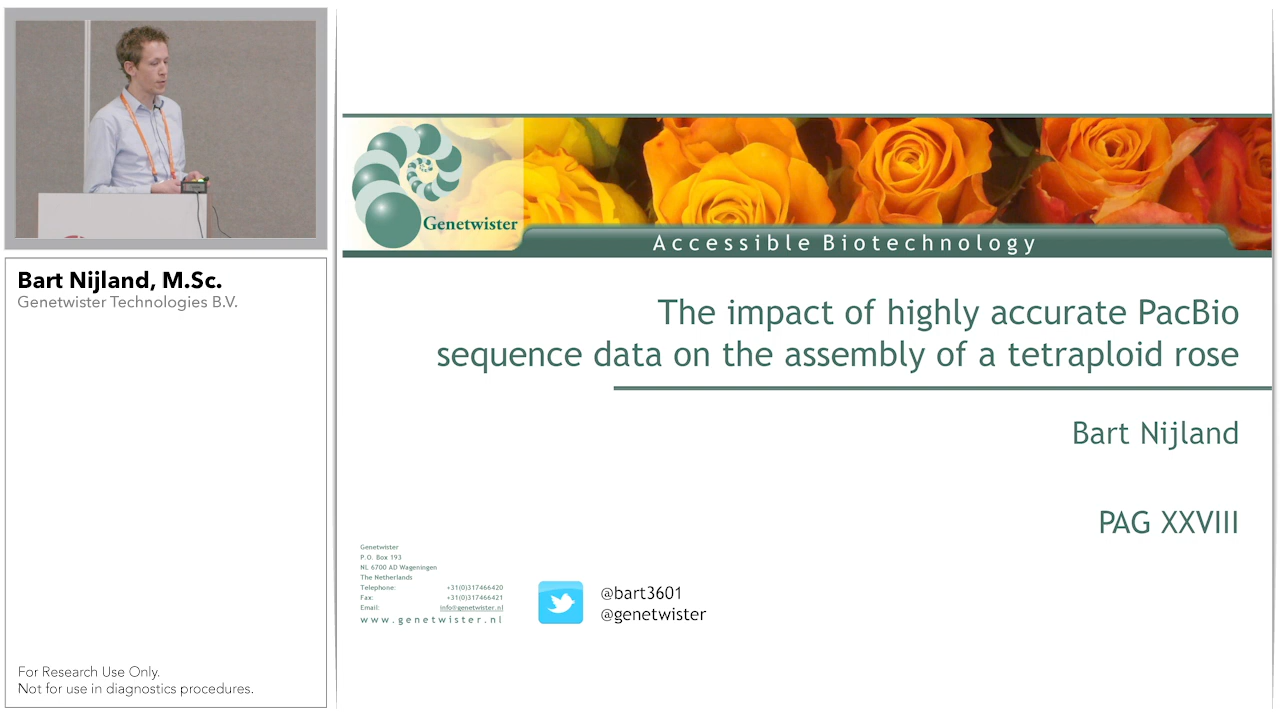 Bart Nijland, M.Sc.
Genetwister Technologies B.V.
For Research Use Only.
Not for use in diagnostics procedures.
Genetwister
Accessible Biotechnology
The impact of highly accurate PacBio
sequence data on the assembly of a tetraploid rose
Bart Nijland
PAG XXVIII
Genetwister
P.O. Box 193
NL 6700 AD Wageningen
The Netherlands
Telephone: +31(0)317466420
Fax: +31(0)317466421
Email: info@genetwister.nl
www.genetwister.nl
@bart3601
@genetwister